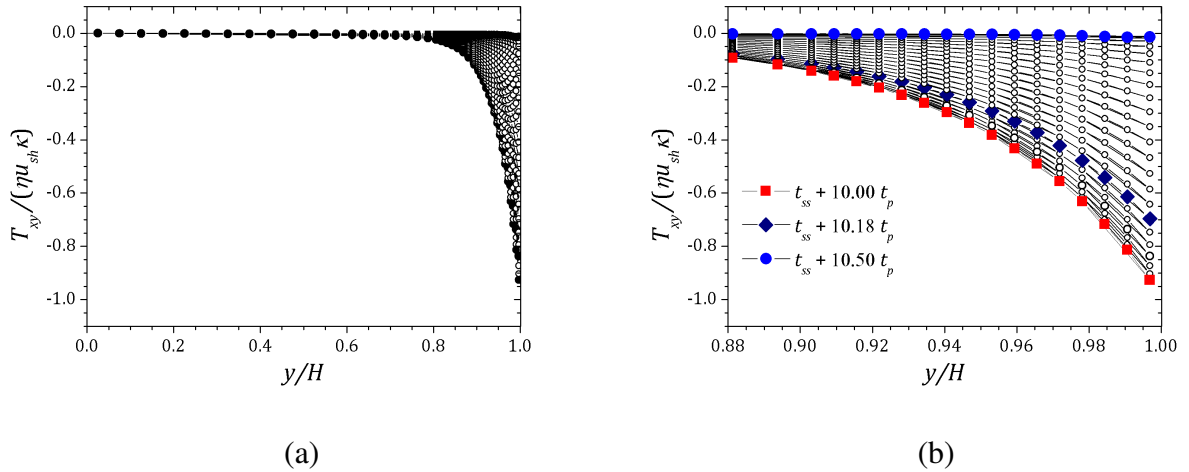 0.0
-0.2
-0.4
-0.6
-0.8
-1.0
T_xy/(ηu_shκ)
0.0 0.2 0.4 0.6 0.8 1.0
y/H
(a)
0.0
-0.2
-0.4
-0.6
-0.8
-1.0
T_xy/(ηu_shκ)
t_ss + 10.00 t_p
t_ss + 10.18 t_p
t_ss + 10.50 t_p
0.88 0.90 0.92 0.94 0.96 0.98 1.00
y/H
(b)